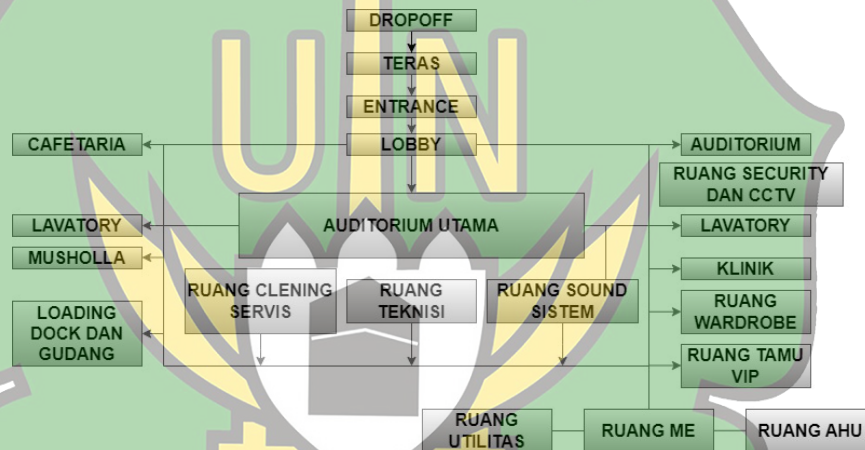 UIN
DROPOFF
TERAS
ENTRANCE
CAFETARIA
LOBBY
AUDITORIUM
RUANG SECURITY
DAN CCTV
LAVATORY
AUDITORIUM UTAMA
LAVATORY
MUSHOLLA
KLINIK
RUANG CLENING
SERVIS
RUANG
TEKNISI
RUANG SOUND
SISTEM
RUANG
WARDROBE
LOADING
DOCK DAN
GUDANG
RUANG TAMU
VIP
RUANG
UTILITAS
RUANG ME
RUANG AHU